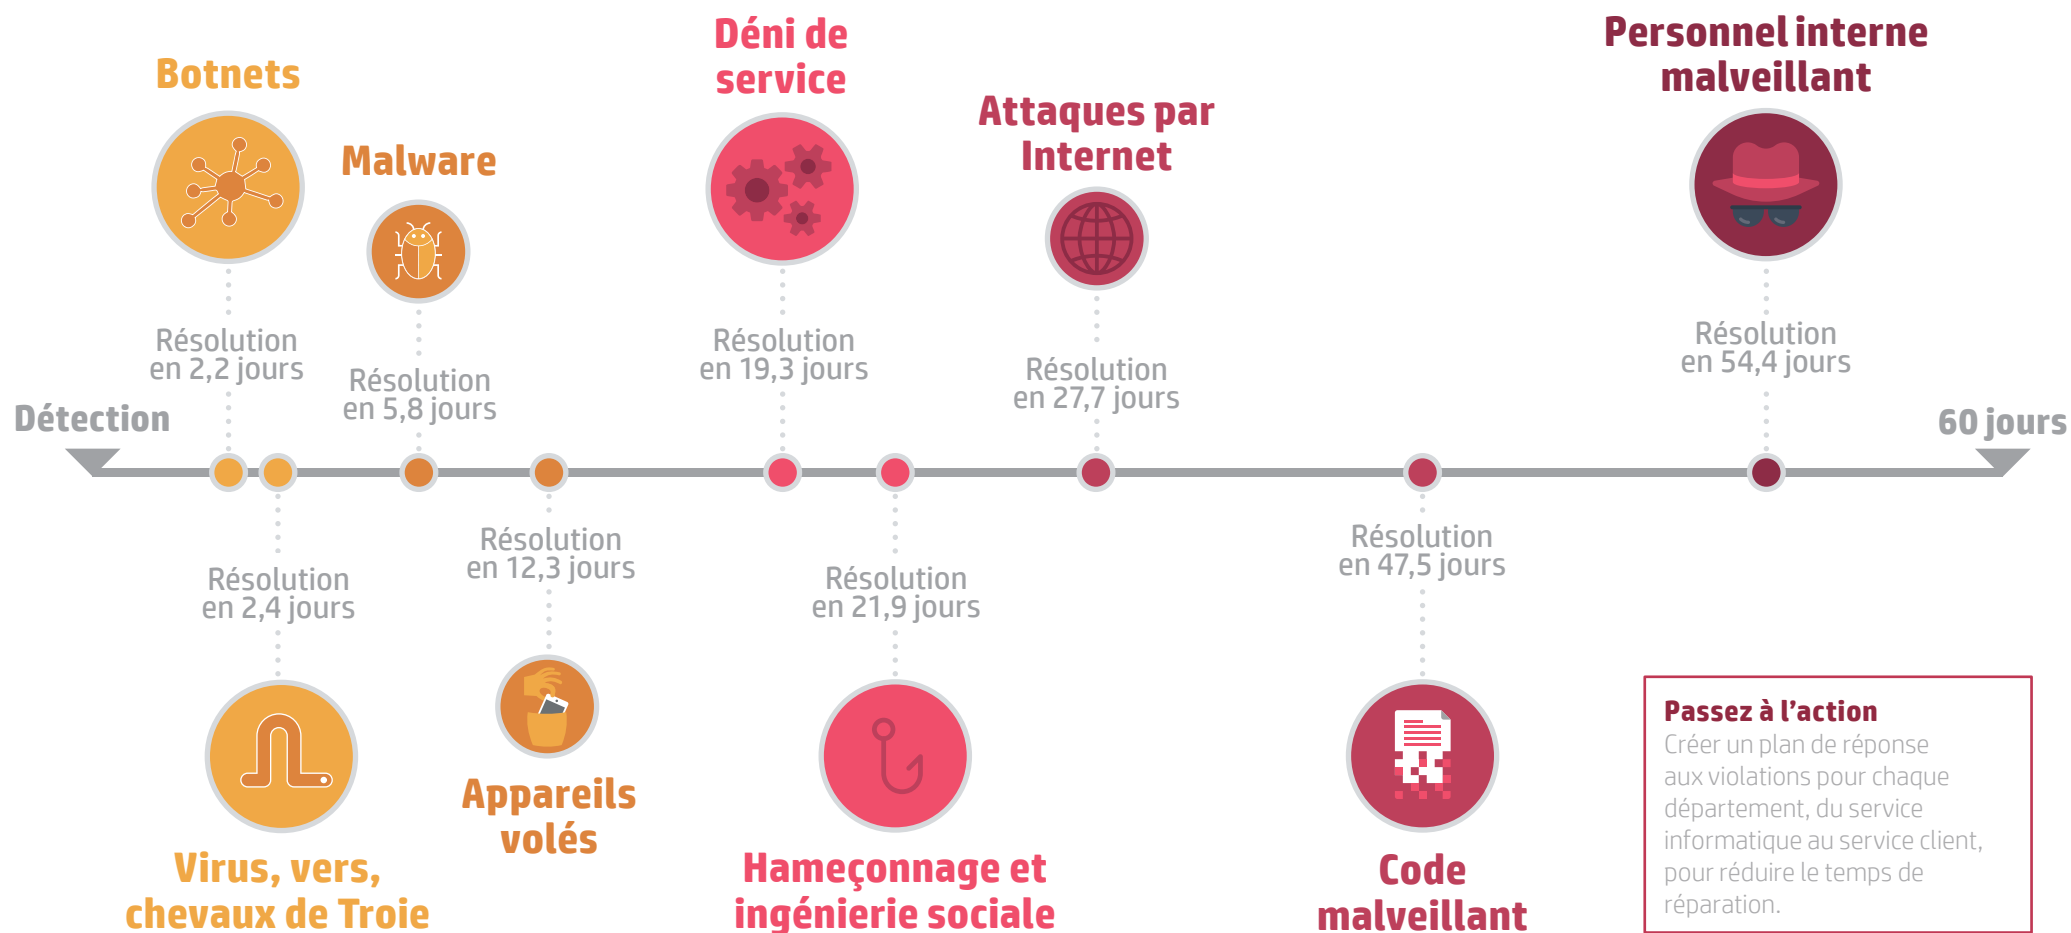 Botnets
Résolution
en 2,2 jours
Malware
Résolution
en 5,8 jours
Déni de
service
Résolution
en 19,3 jours
Attaques par
Internet
Résolution
en 27,7 jours
Personnel interne
malveillant
Résolution
en 54,4 jours
Détection
60 jours
Résolution
en 2,4 jours
Virus, vers,
chevaux de Troie
Résolution
en 12,3 jours
Appareils
volés
Résolution
en 21,9 jours
Hameçonnage et
ingénierie sociale
Résolution
en 47,5 jours
Code
malveillant
Passez à l’action
Créer un plan de réponse
aux violations pour chaque
département, du service
informatique au service client,
pour réduire le temps de
réparation.